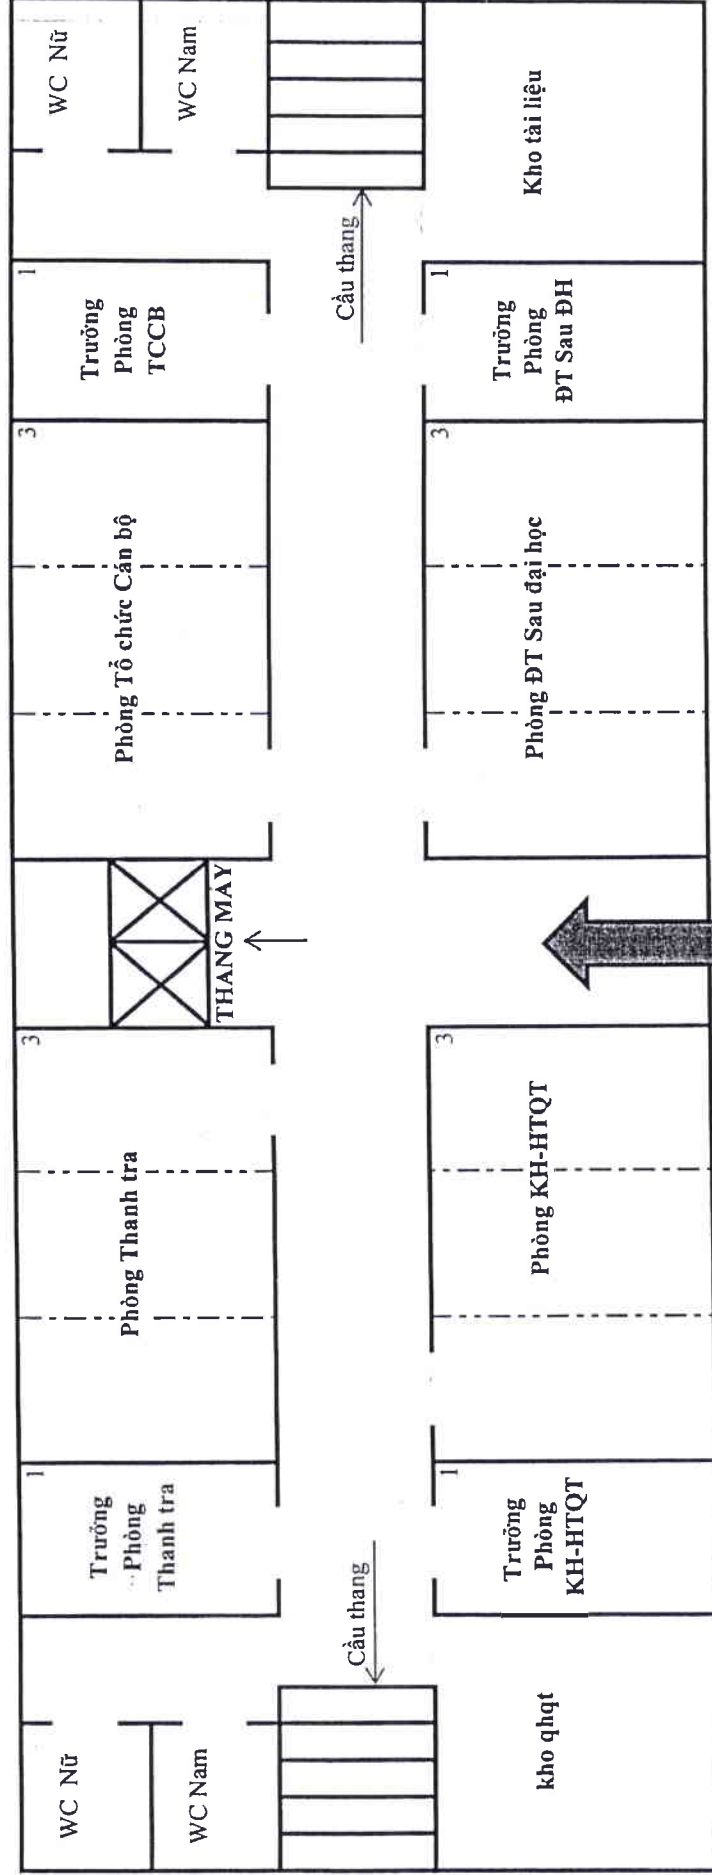 WC Nữ
WC Nam
Trưởng
Phòng
Thanh tra
1
Phòng Thanh tra
3
THANG MÁY
Phòng Tổ chức Cán bộ
3
Trưởng
Phòng
TCCB
1
WC Nữ
WC Nam
Cầu thang
Cầu thang
kho qhqt
Trưởng
Phòng
KH-HTQT
1
Phòng KH-HTQT
3
Phòng ĐT Sau đại học
3
Trưởng
Phòng
ĐT Sau ĐH
1
Kho tài liệu